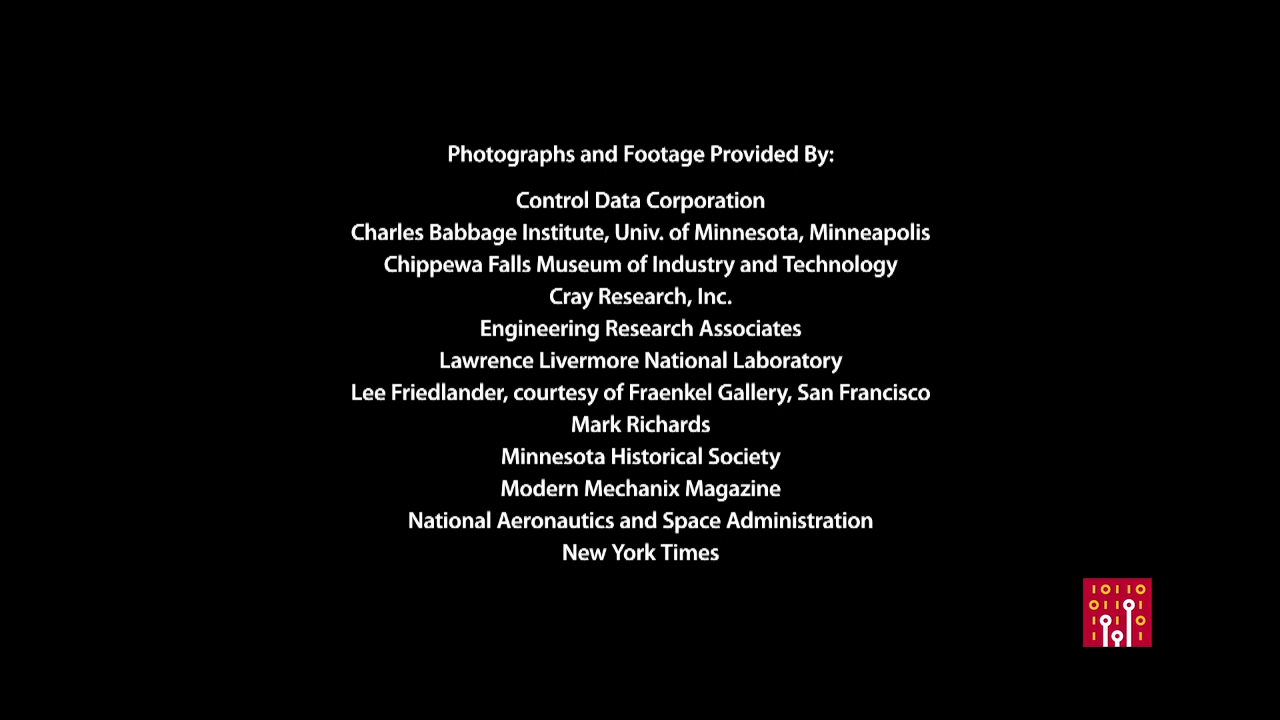 Photographs and Footage Provided By:
Control Data Corporation
Charles Babbage Institute, Univ. of Minnesota, Minneapolis
Chippewa Falls Museum of Industry and Technology
Cray Research, Inc.
Engineering Research Associates
Lawrence Livermore National Laboratory
Lee Friedlander, courtesy of Fraenkel Gallery, San Francisco
Mark Richards
Minnesota Historical Society
Modern Mechanix Magazine
National Aeronautics and Space Administration
New York Times